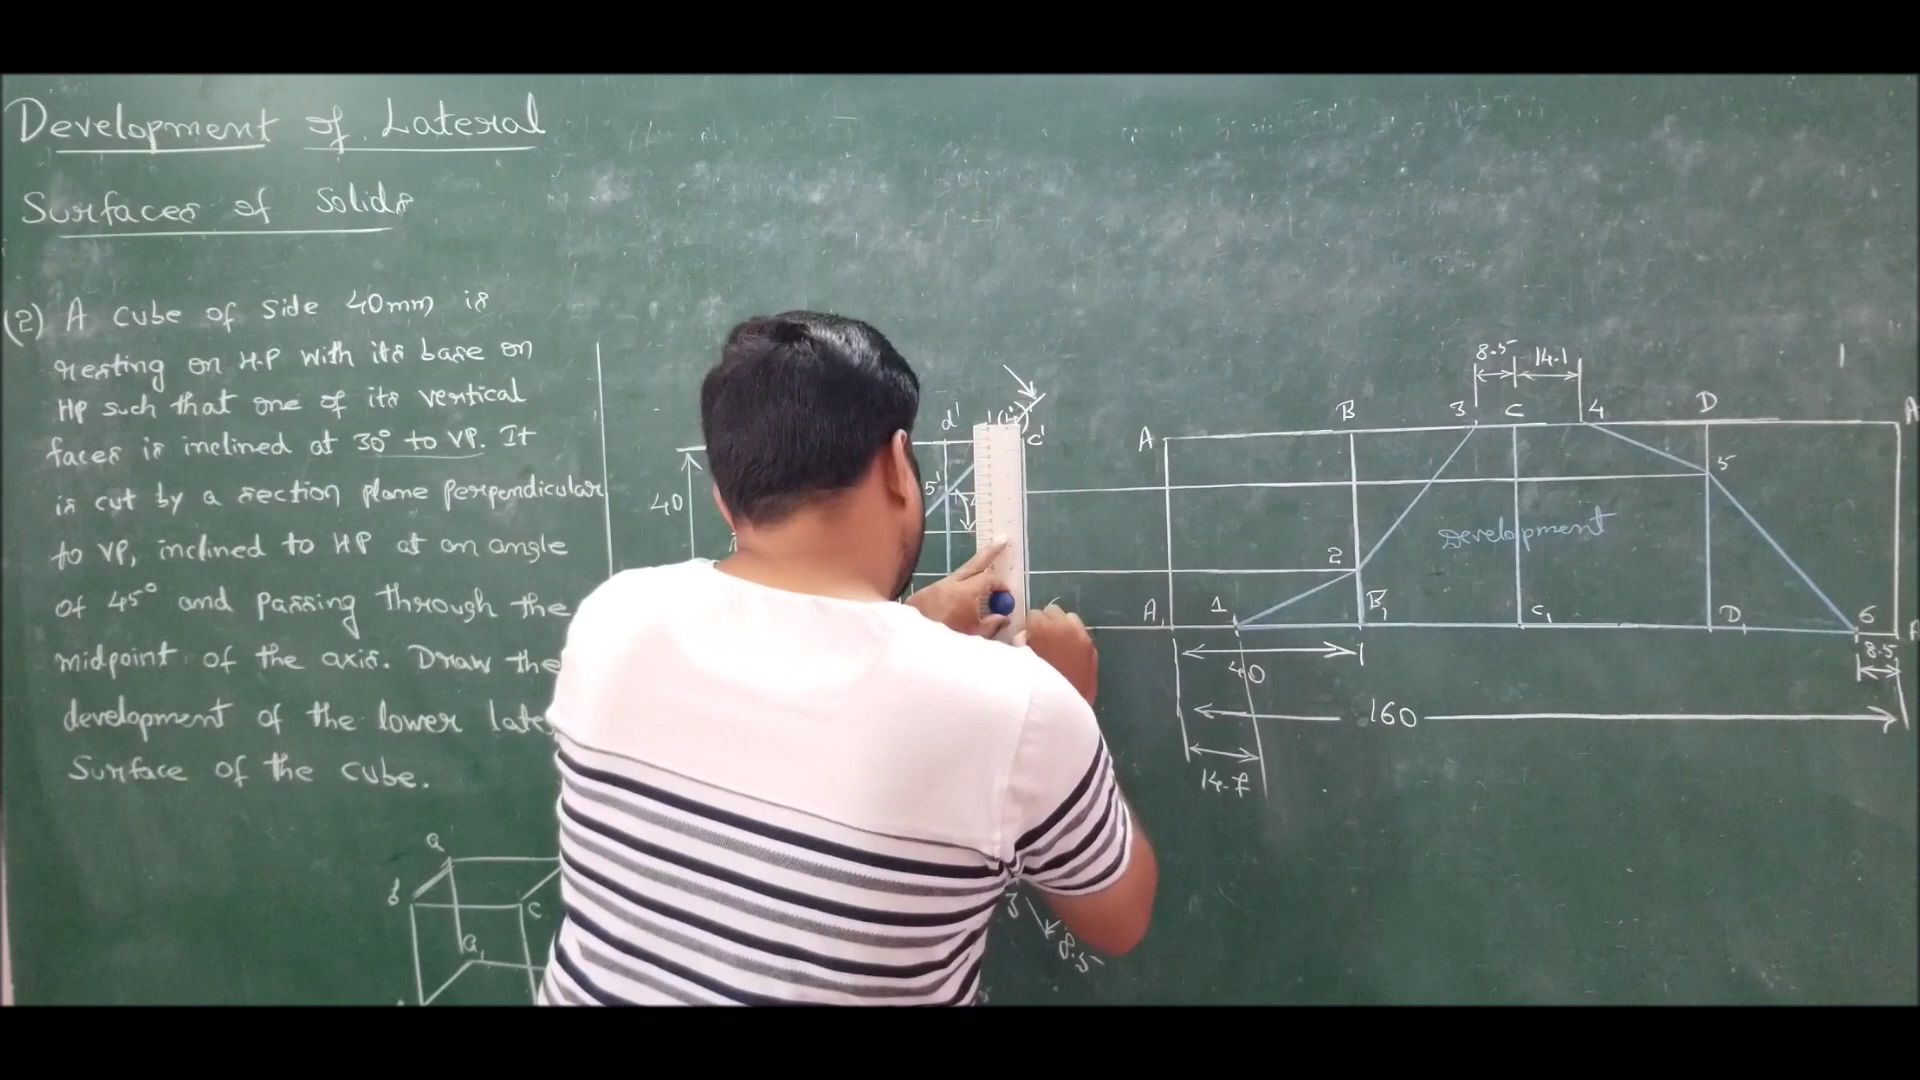 Development of Lateral
Surfaces of Solids
(2) A cube of side 40mm is
resting on H.P with its base on
HP such that one of its vertical
faces is inclined at 30° to VP. It
is cut by a section plane perpendicular
to VP, inclined to HP at an angle
of 45° and passing through the
midpoint of the axis. Draw the
development of the lower late
Surface of the cube.
a
b
c
a₁
40
d'
(4')
c'
5'
8.5
8.5 14.1
A B 3 C 4 D A
5
Development
2
A₁ 1 B₁ C₁ D₁ 6
8.5
40
160
14.7